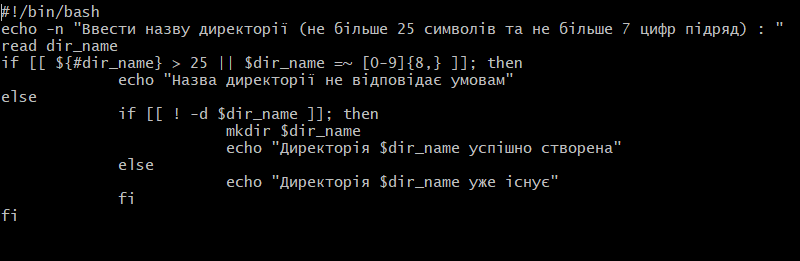 #!/bin/bash
echo -n "Ввести назву директорії (не більше 25 символів та не більше 7 цифр підряд) : "
read dir_name
if [[ ${#dir_name} > 25 || $dir_name =~ [0-9]{8,} ]]; then
            echo "Назва директорії не відповідає умовам"
else
            if [[ ! -d $dir_name ]]; then
                        mkdir $dir_name
                        echo "Директорія $dir_name успішно створена"
            else
                        echo "Директорія $dir_name уже існує"
            fi
fi